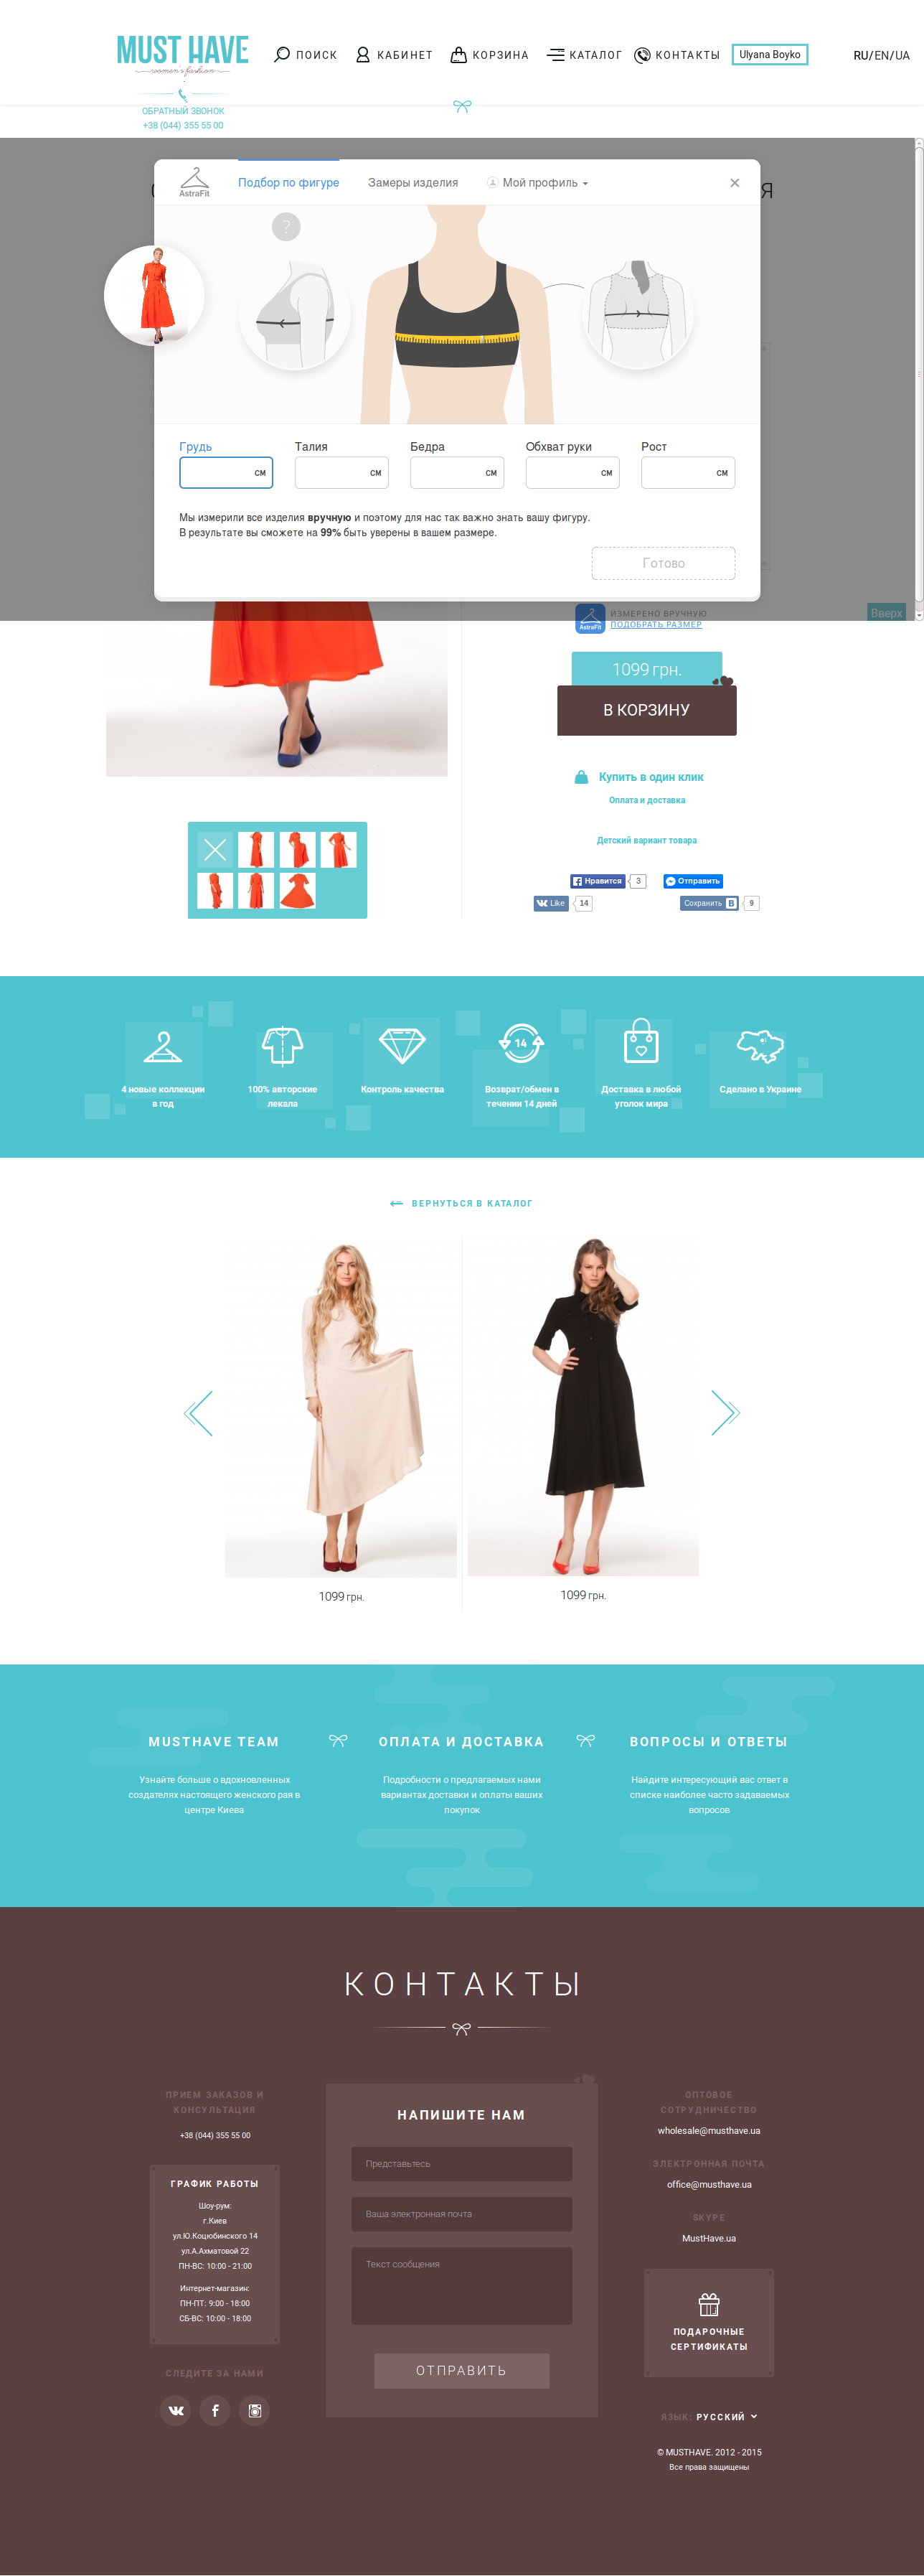 MUST HAVE
women's fashion
ПОИСК
КАБИНЕТ
КОРЗИНА
КАТАЛОГ
КОНТАКТЫ
Ulyana Boyko
RU/EN/UA
ОБРАТНЫЙ ЗВОНОК
+38 (044) 355 55 00
AstraFit
Подбор по фигуре
Замеры изделия
Мой профиль
Я
?
Грудь
Талия
Бедра
Обхват руки
Рост
см
см
см
см
см
Мы измерили все изделия вручную и поэтому для нас так важно знать вашу фигуру.
В результате вы сможете на 99% быть уверены в вашем размере.
Готово
Вверх
AstraFit
ИЗМЕРЕНО ВРУЧНУЮ
ПОДОБРАТЬ РАЗМЕР
1099 грн.
В КОРЗИНУ
Купить в один клик
Оплата и доставка
Детский вариант товара
Нравится
3
Отправить
Like
14
Сохранить
B
9
4 новые коллекции
в год
100% авторские
лекала
Контроль качества
14
Возврат/обмен в
течении 14 дней
Доставка в любой
уголок мира
Сделано в Украине
ВЕРНУТЬСЯ В КАТАЛОГ
1099 грн.
1099 грн.
MUSTHAVE TEAM
Узнайте больше о вдохновленных
создателях настоящего женского рая в
центре Киева
ОПЛАТА И ДОСТАВКА
Подробности о предлагаемых нами
вариантах доставки и оплаты ваших
покупок
ВОПРОСЫ И ОТВЕТЫ
Найдите интересующий вас ответ в
списке наиболее часто задаваемых
вопросов
КОНТАКТЫ
ПРИЕМ ЗАКАЗОВ И
КОНСУЛЬТАЦИЯ
+38 (044) 355 55 00
ГРАФИК РАБОТЫ
Шоу-рум:
г.Киев
ул.Ю.Коцюбинского 14
ул.А.Ахматовой 22
ПН-ВС: 10:00 - 21:00
Интернет-магазин:
ПН-ПТ: 9:00 - 18:00
СБ-ВС: 10:00 - 18:00
СЛЕДИТЕ ЗА НАМИ
НАПИШИТЕ НАМ
Представьтесь
Ваша электронная почта
Текст сообщения
ОТПРАВИТЬ
ОПТОВОЕ
СОТРУДНИЧЕСТВО
wholesale@musthave.ua
ЭЛЕКТРОННАЯ ПОЧТА
office@musthave.ua
SKYPE
MustHave.ua
ПОДАРОЧНЫЕ
СЕРТИФИКАТЫ
ЯЗЫК: РУССКИЙ
© MUSTHAVE. 2012 - 2015
Все права защищены